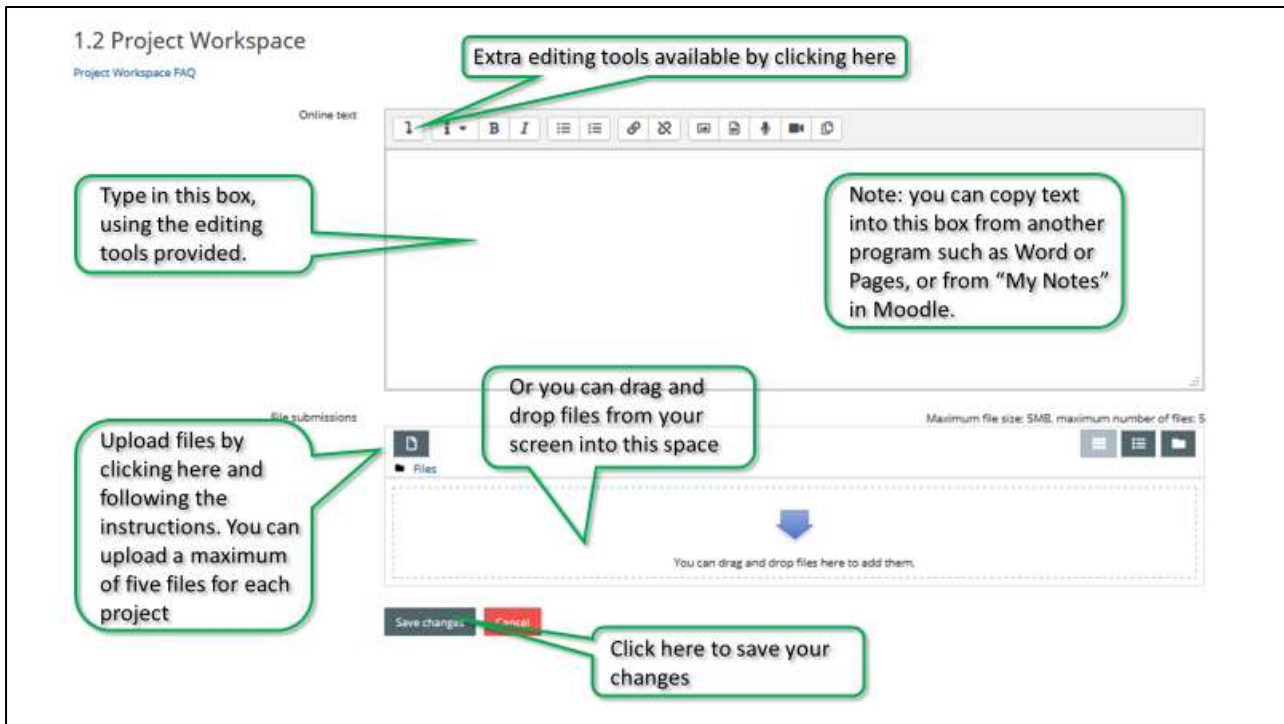 1.2 Project Workspace
Project Workspace FAQ
Extra editing tools available by clicking here
Online text
B I
Type in this box,
using the editing
tools provided.
Note: you can copy text
into this box from another
program such as Word or
Pages, or from “My Notes”
in Moodle.
Or you can drag and
drop files from your
screen into this space
File submissions
Maximum file size: 5MB, maximum number of files: 5
Upload files by
clicking here and
following the
instructions. You can
upload a maximum
of five files for each
project
Files
You can drag and drop files here to add them.
Save changes
Cancel
Click here to save your
changes